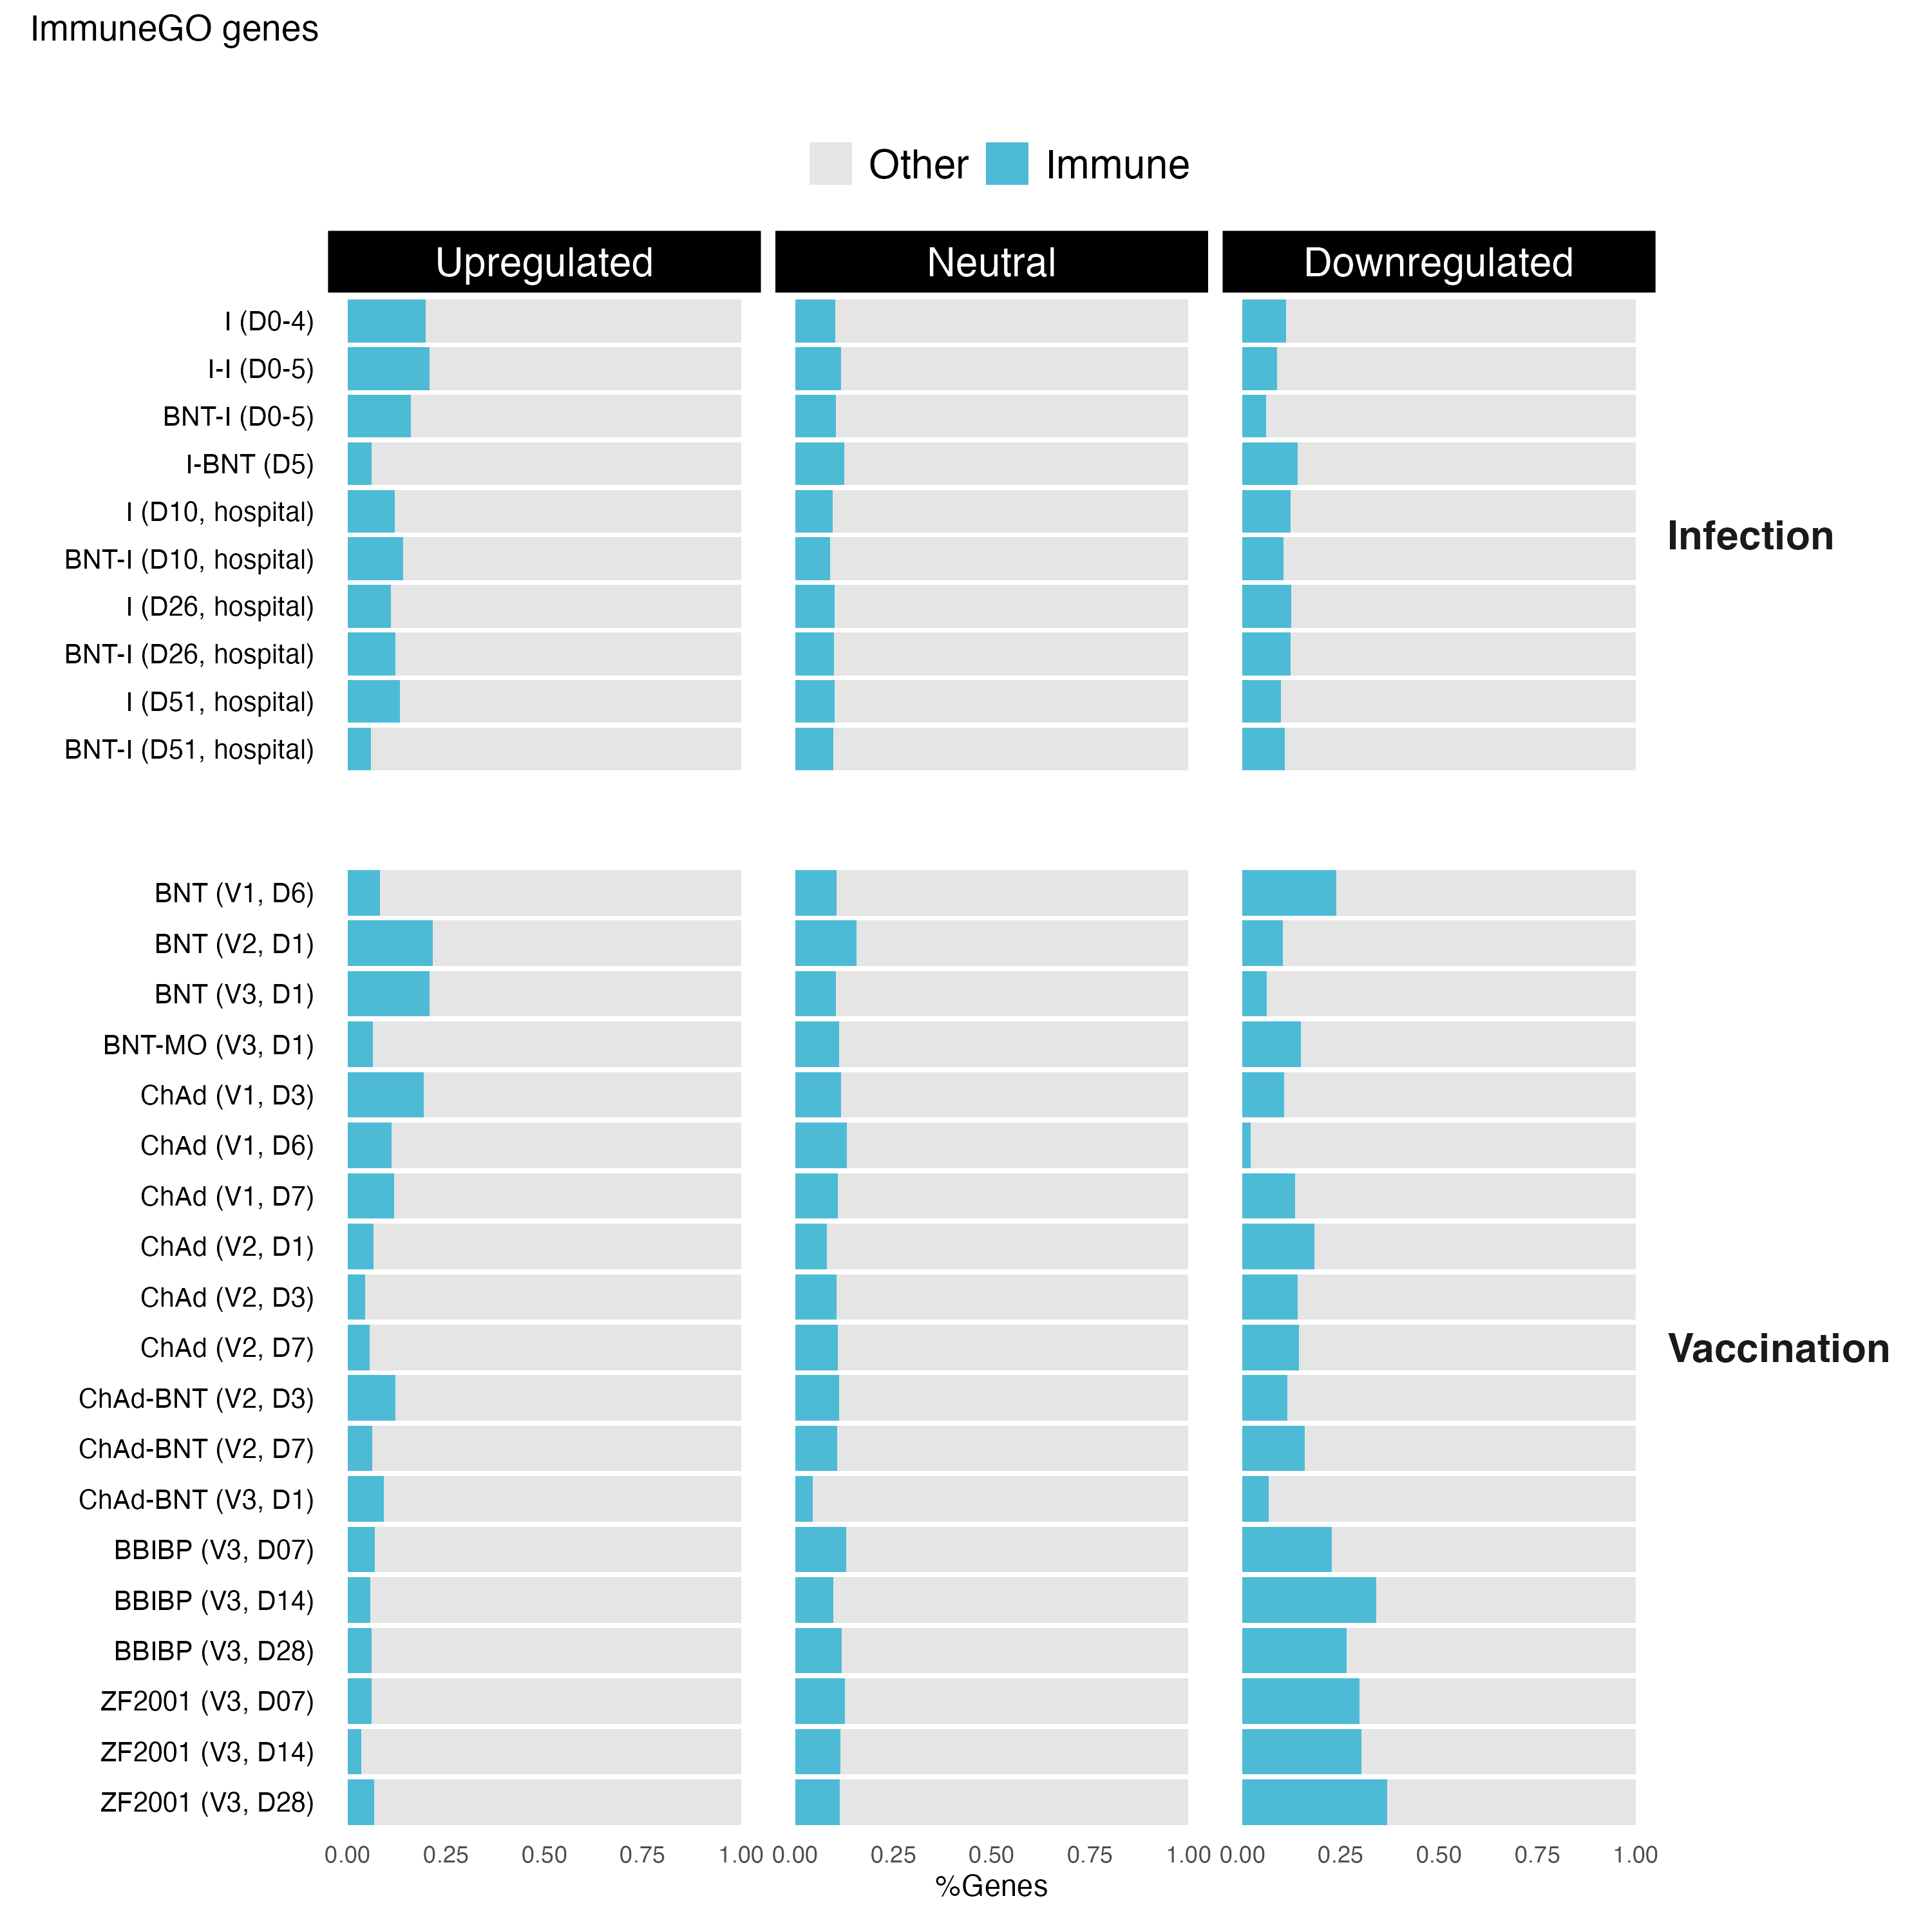 ImmuneGO genes
Other Immune
Upregulated Neutral Downregulated
I (D0-4)
I-I (D0-5)
BNT-I (D0-5)
I-BNT (D5)
I (D10, hospital)
BNT-I (D10, hospital)
I (D26, hospital)
BNT-I (D26, hospital)
I (D51, hospital)
BNT-I (D51, hospital)
Infection
BNT (V1, D6)
BNT (V2, D1)
BNT (V3, D1)
BNT-MO (V3, D1)
ChAd (V1, D3)
ChAd (V1, D6)
ChAd (V1, D7)
ChAd (V2, D1)
ChAd (V2, D3)
ChAd (V2, D7)
ChAd-BNT (V2, D3)
ChAd-BNT (V2, D7)
ChAd-BNT (V3, D1)
BBIBP (V3, D07)
BBIBP (V3, D14)
BBIBP (V3, D28)
ZF2001 (V3, D07)
ZF2001 (V3, D14)
ZF2001 (V3, D28)
Vaccination
0.00 0.25 0.50 0.75 1.00 0.00 0.25 0.50 0.75 1.00 0.00 0.25 0.50 0.75 1.00
%Genes